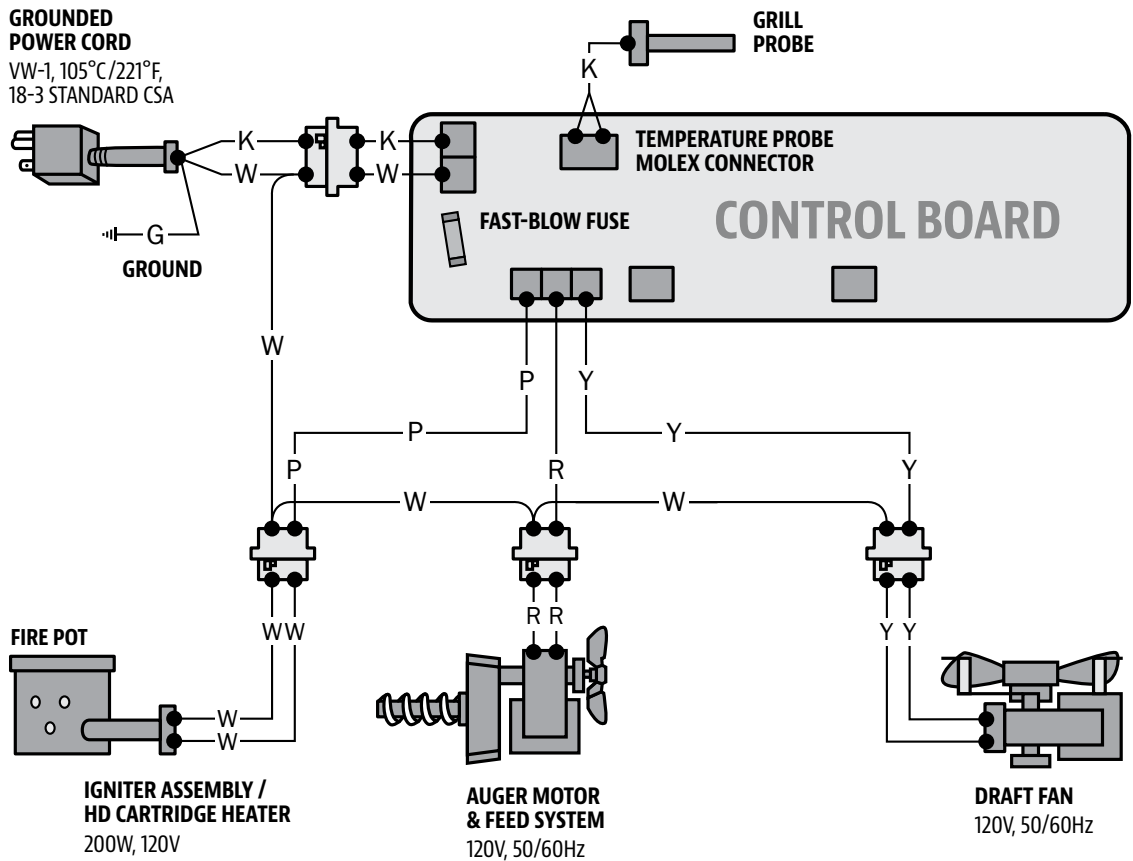 GROUNDED
POWER CORD
VW-1, 105°C/221°F,
18-3 STANDARD CSA
GRILL
PROBE
K
TEMPERATURE PROBE
MOLEX CONNECTOR
K
K
W
W
G
GROUND
FAST-BLOW FUSE
CONTROL BOARD
W
P
Y
P
Y
P
R
Y
W
W
W W
R R
Y Y
FIRE POT
W
W
IGNITER ASSEMBLY /
HD CARTRIDGE HEATER
200W, 120V
AUGER MOTOR
& FEED SYSTEM
120V, 50/60Hz
DRAFT FAN
120V, 50/60Hz